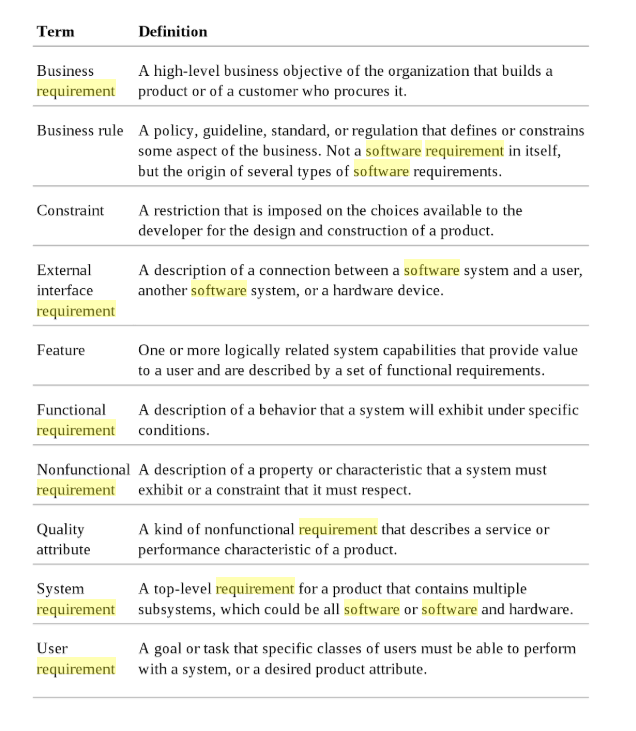 Term Definition
Business A high-level business objective of the organization that builds a
requirement product or of a customer who procures it.
Business rule A policy, guideline, standard, or regulation that defines or constrains
some aspect of the business. Not a software requirement in itself,
but the origin of several types of software requirements.
Constraint A restriction that is imposed on the choices available to the
developer for the design and construction of a product.
External A description of a connection between a software system and a user,
interface another software system, or a hardware device.
requirement
Feature One or more logically related system capabilities that provide value
to a user and are described by a set of functional requirements.
Functional A description of a behavior that a system will exhibit under specific
requirement conditions.
Nonfunctional A description of a property or characteristic that a system must
requirement exhibit or a constraint that it must respect.
Quality A kind of nonfunctional requirement that describes a service or
attribute performance characteristic of a product.
System A top-level requirement for a product that contains multiple
requirement subsystems, which could be all software or software and hardware.
User A goal or task that specific classes of users must be able to perform
requirement with a system, or a desired product attribute.